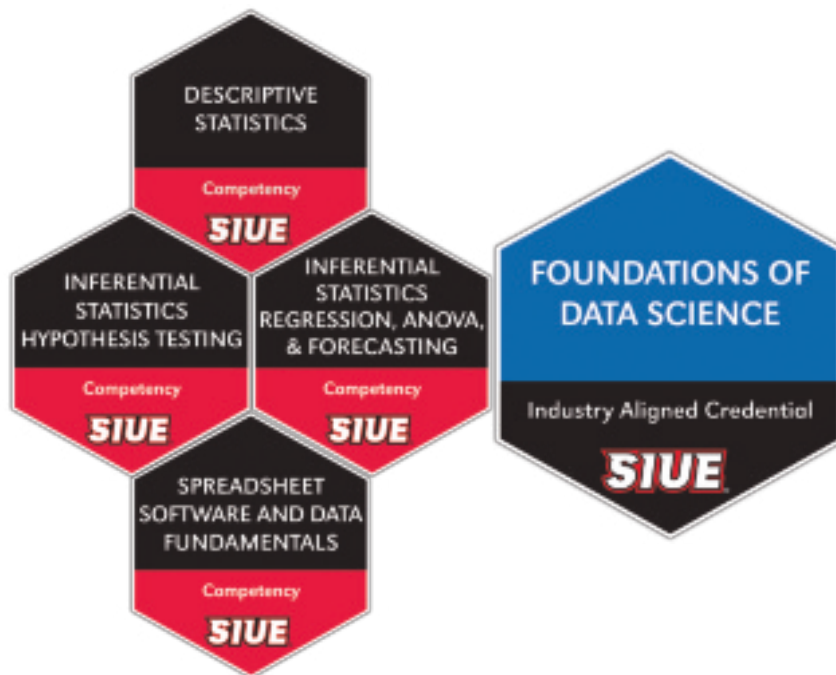 DESCRIPTIVE
STATISTICS
Competency
SIUE
INFERENTIAL
STATISTICS
HYPOTHESIS TESTING
Competency
SIUE
INFERENTIAL
STATISTICS
REGRESSION, ANOVA,
& FORECASTING
Competency
SIUE
SPREADSHEET
SOFTWARE AND DATA
FUNDAMENTALS
Competency
SIUE
FOUNDATIONS OF
DATA SCIENCE
Industry Aligned Credential
SIUE